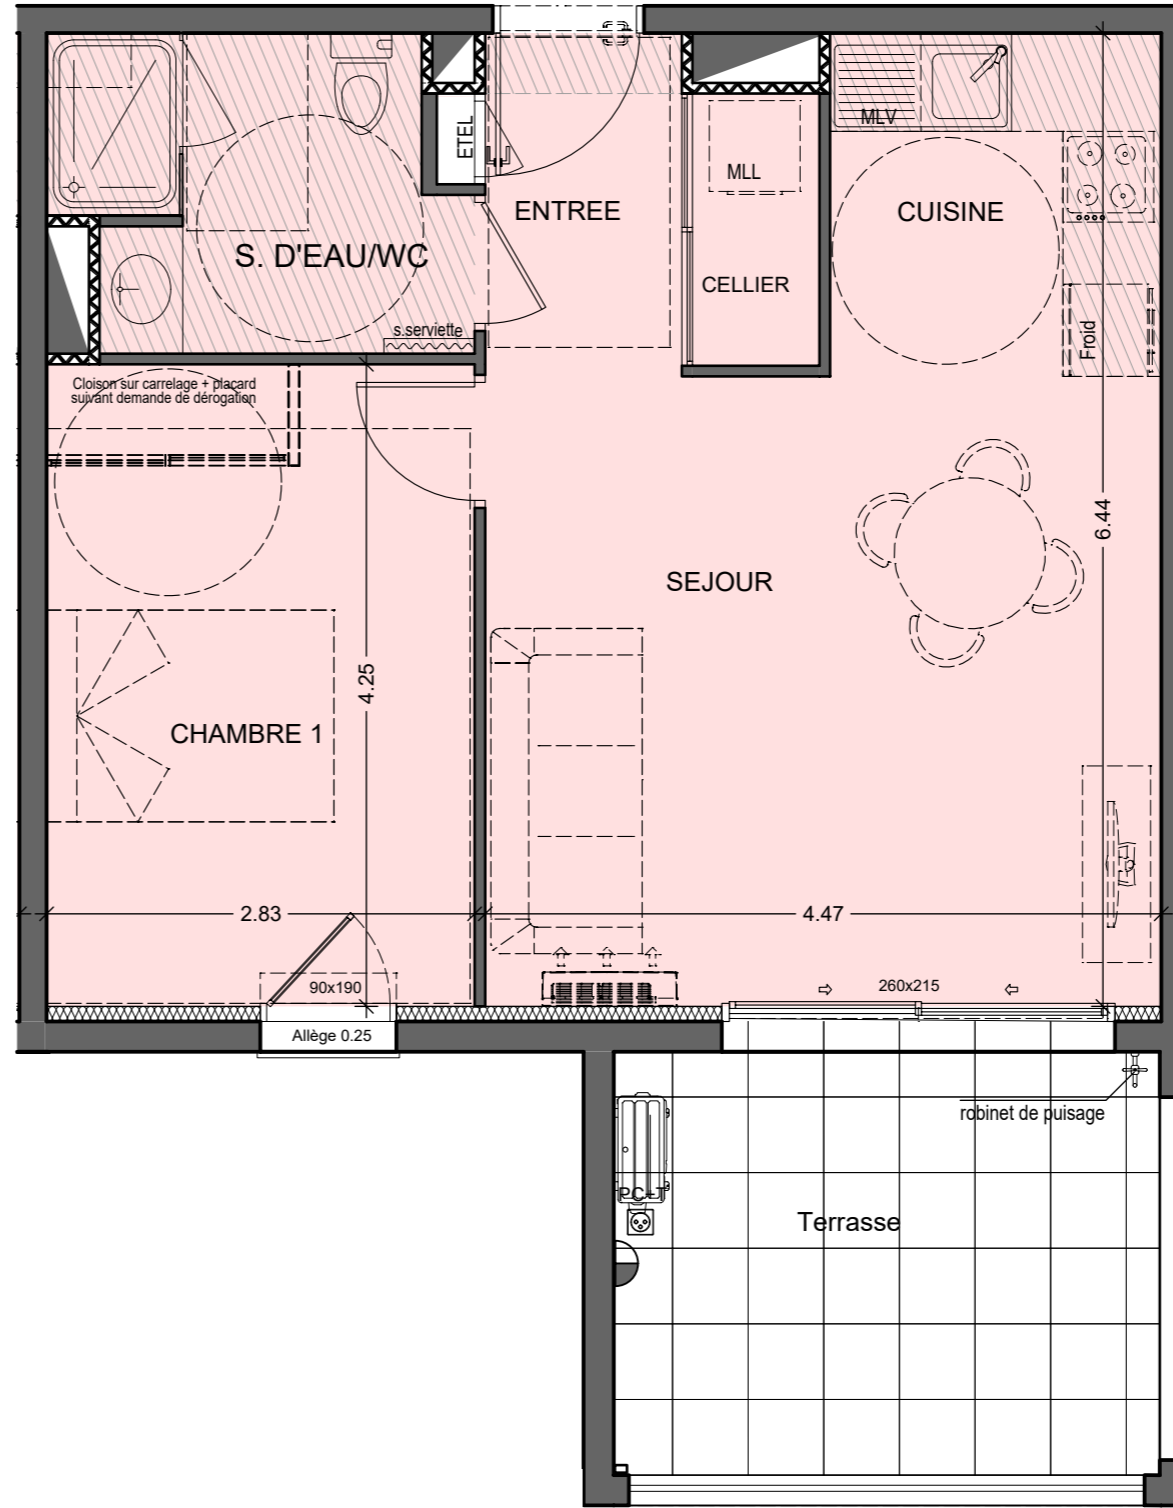 ETEL
MLV
MLL
ENTREE
CUISINE
S. D'EAU/WC
CELLIER
s.serviette
Froid
Cloison sur carrelage + placard
suivant demande de dérogation
6.44
SEJOUR
4.25
CHAMBRE 1
2.83
4.47
90x190
260x215
Allège 0.25
robinet de puisage
PC-T
Terrasse